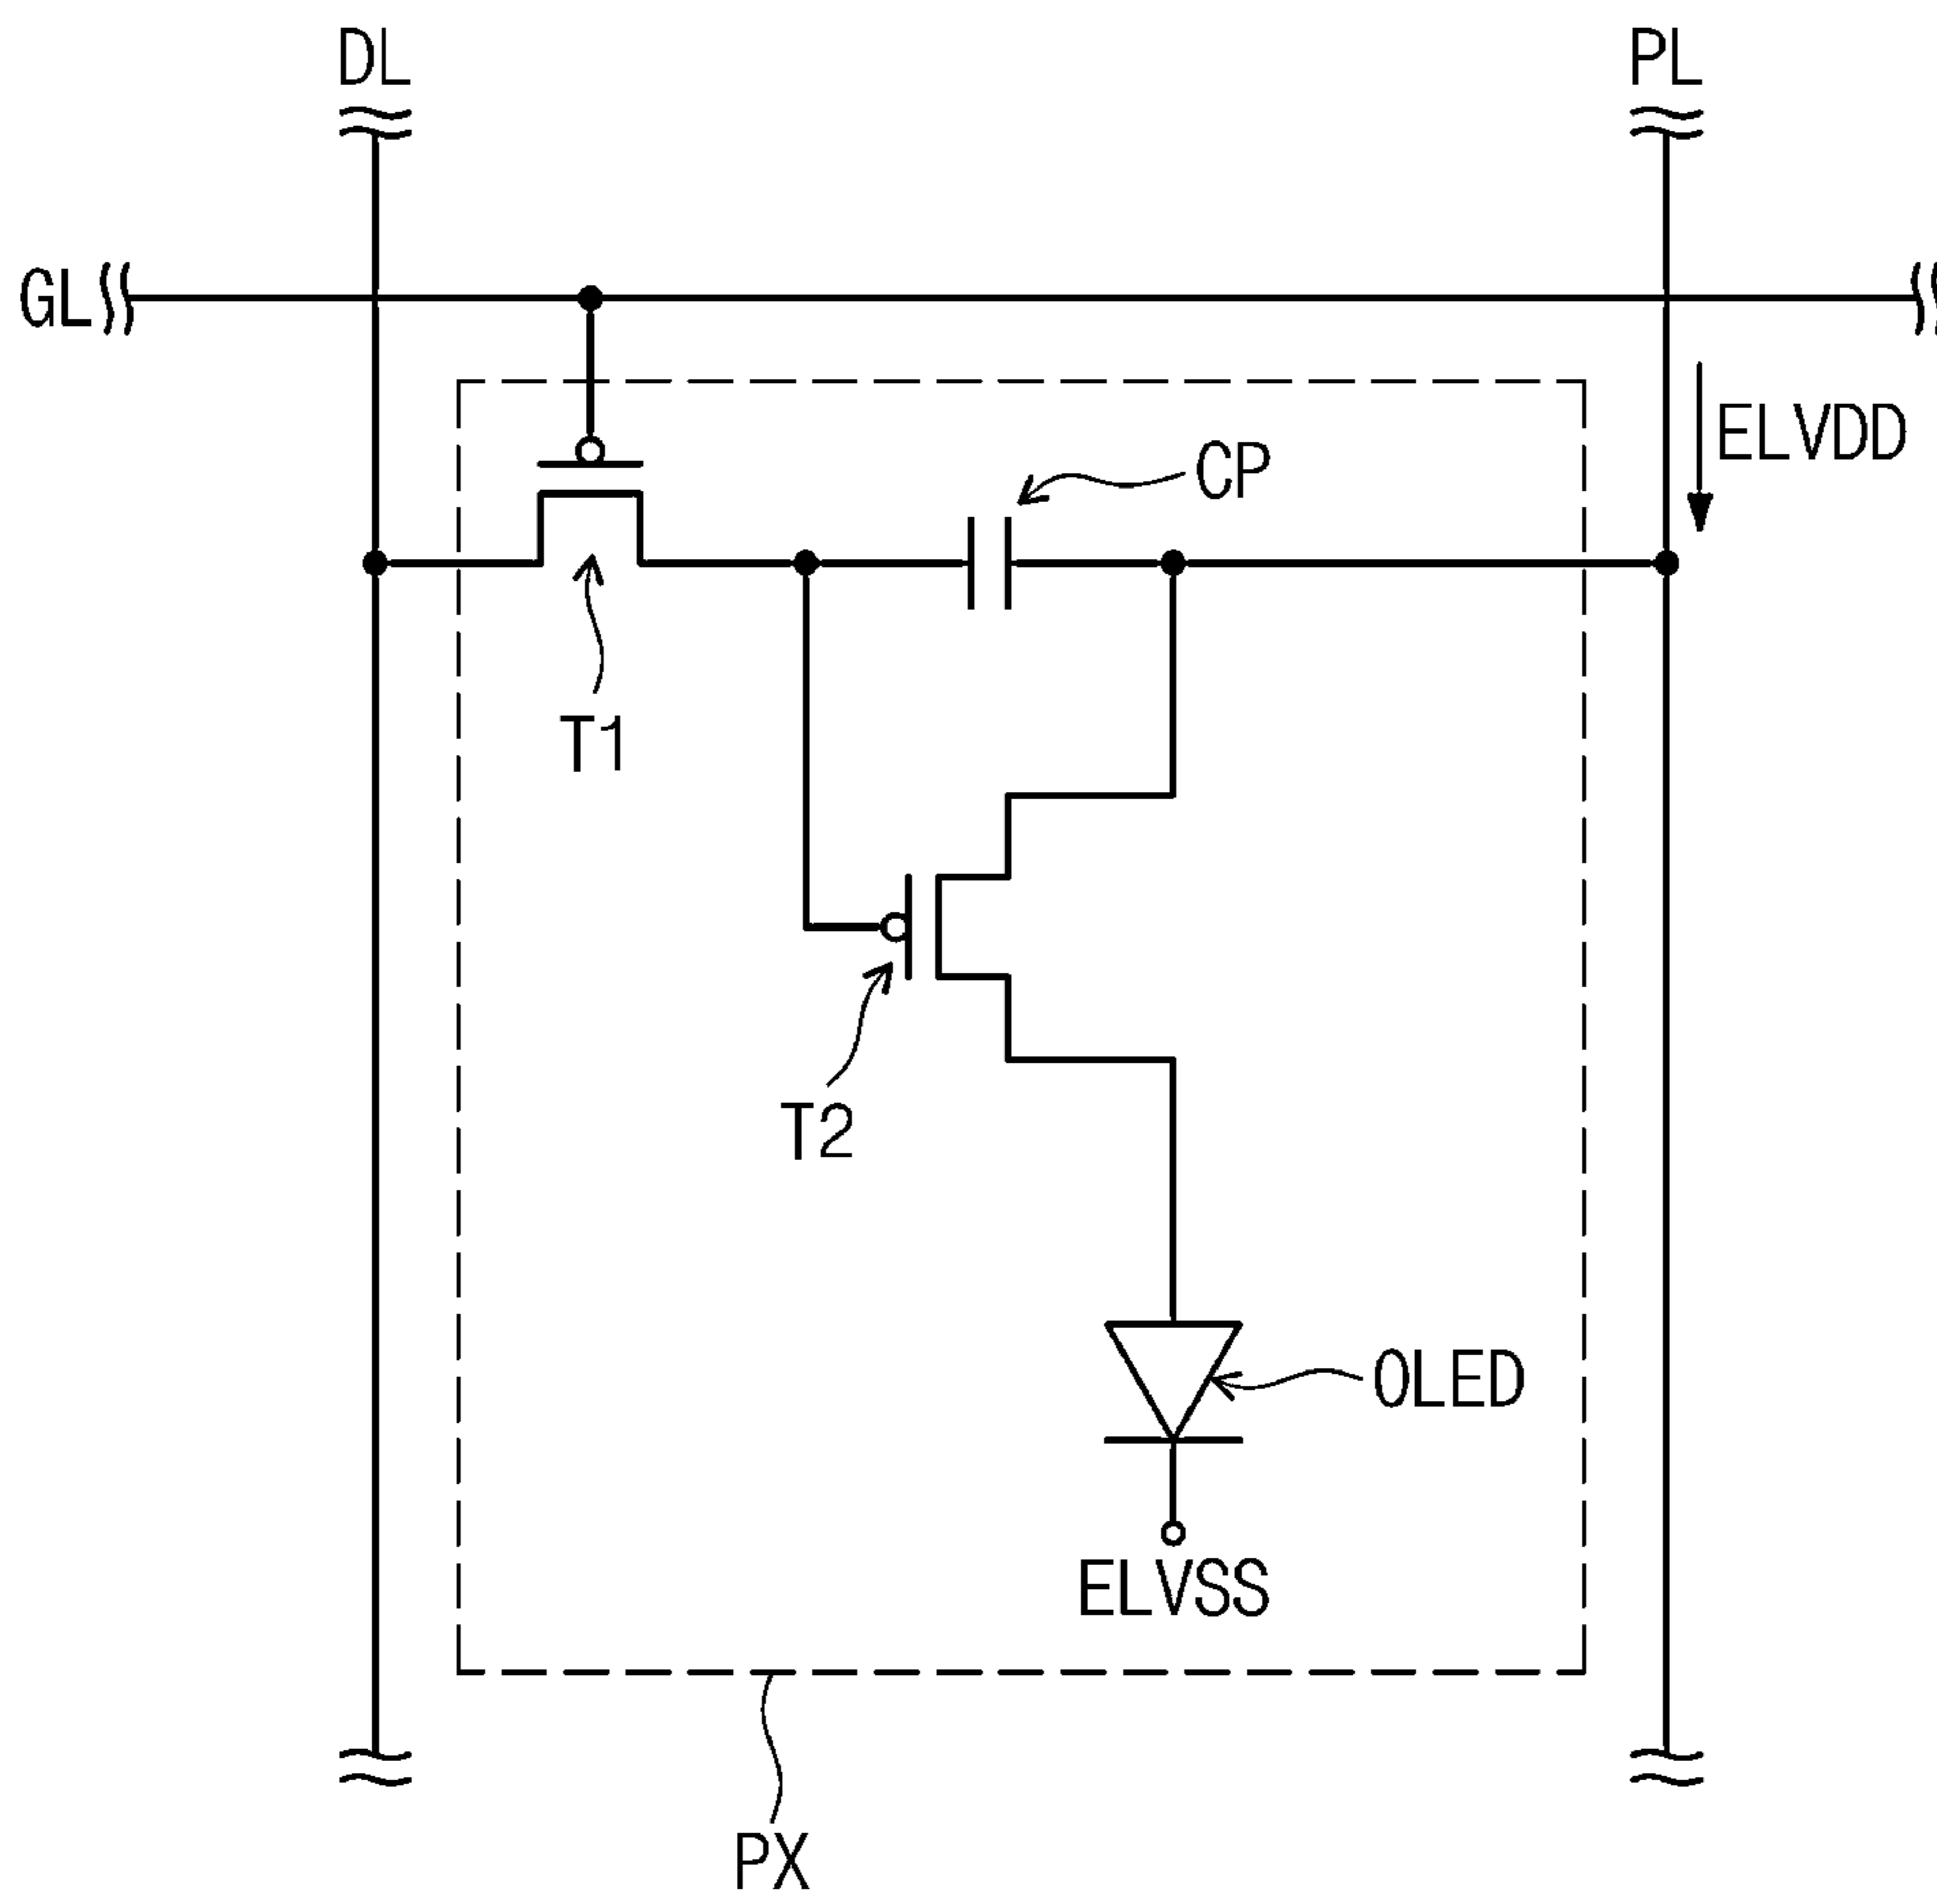 DL
PL
GL
ELVDD
CP
T1
T2
OLED
ELVSS
PX